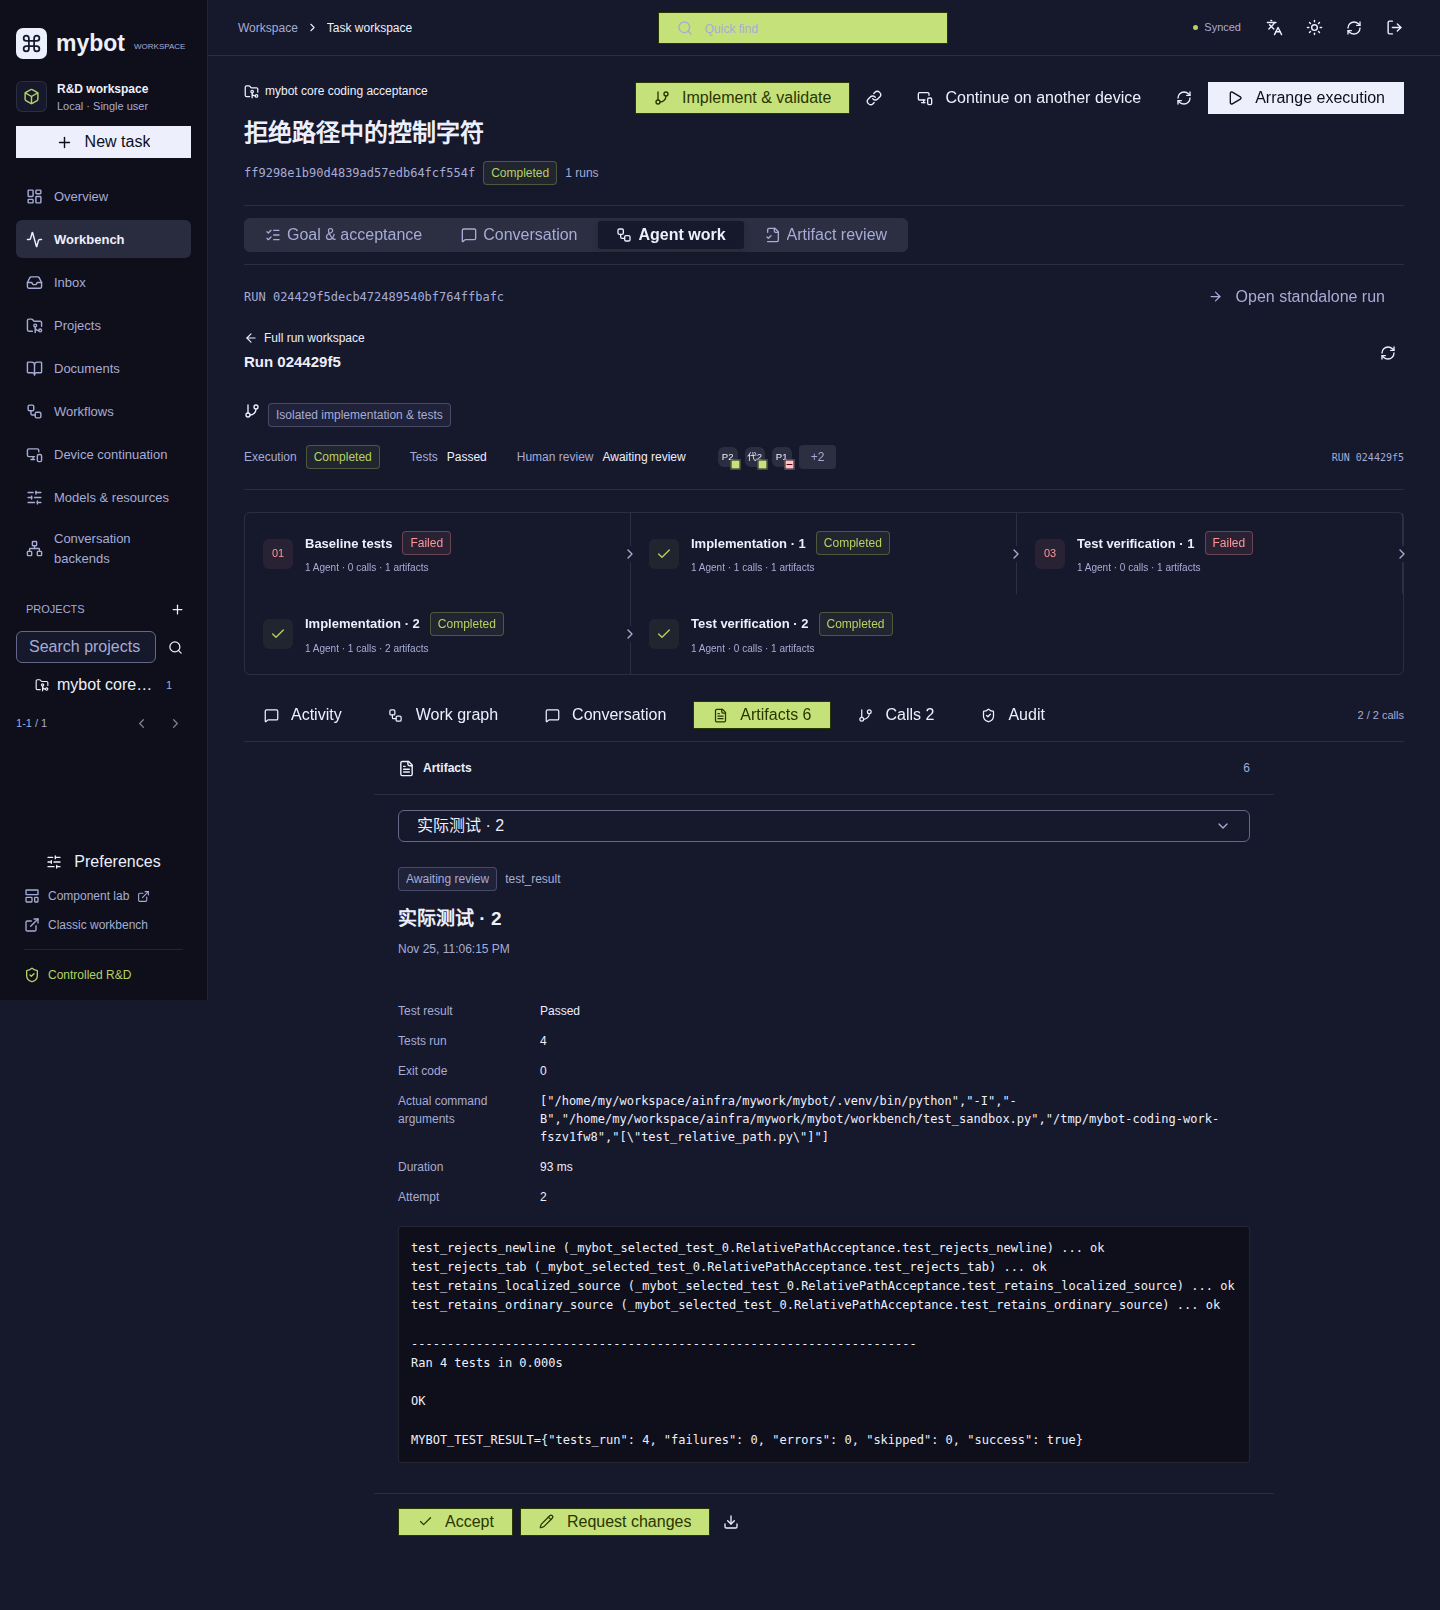 mybot WORKSPACE
R&D workspace
Local · Single user
New task
Overview
Workbench
Inbox
Projects
Documents
Workflows
Device continuation
Models & resources
Conversation
backends
PROJECTS
Search projects
mybot core… 1
1-1 / 1
Preferences
Component lab
Classic workbench
Controlled R&D
Workspace Task workspace
Quick find
Synced
mybot core coding acceptance
Implement & validate
Continue on another device
Arrange execution
拒绝路径中的控制字符
ff9298e1b90d4839ad57edb64fcf554f Completed 1 runs
Goal & acceptance Conversation Agent work Artifact review
RUN 024429f5decb472489540bf764ffbafc Open standalone run
Full run workspace
Run 024429f5
Isolated implementation & tests
Execution Completed Tests Passed Human review Awaiting review P2 代2 P1 +2 RUN 024429f5
01 Baseline tests Failed
1 Agent · 0 calls · 1 artifacts
Implementation · 1 Completed
1 Agent · 1 calls · 1 artifacts
03 Test verification · 1 Failed
1 Agent · 0 calls · 1 artifacts
Implementation · 2 Completed
1 Agent · 1 calls · 2 artifacts
Test verification · 2 Completed
1 Agent · 0 calls · 1 artifacts
Activity Work graph Conversation Artifacts 6 Calls 2 Audit 2 / 2 calls
Artifacts 6
实际测试 · 2
Awaiting review test_result
实际测试 · 2
Nov 25, 11:06:15 PM
Test result Passed
Tests run 4
Exit code 0
Actual command
arguments
["/home/my/workspace/ainfra/mywork/mybot/.venv/bin/python","-I","-
B","/home/my/workspace/ainfra/mywork/mybot/workbench/test_sandbox.py","/tmp/mybot-coding-work-
fszv1fw8","[\"test_relative_path.py\"]"]
Duration 93 ms
Attempt 2
test_rejects_newline (_mybot_selected_test_0.RelativePathAcceptance.test_rejects_newline) ... ok
test_rejects_tab (_mybot_selected_test_0.RelativePathAcceptance.test_rejects_tab) ... ok
test_retains_localized_source (_mybot_selected_test_0.RelativePathAcceptance.test_retains_localized_source) ... ok
test_retains_ordinary_source (_mybot_selected_test_0.RelativePathAcceptance.test_retains_ordinary_source) ... ok
----------------------------------------------------------------------
Ran 4 tests in 0.000s
OK
MYBOT_TEST_RESULT={"tests_run": 4, "failures": 0, "errors": 0, "skipped": 0, "success": true}
Accept Request changes